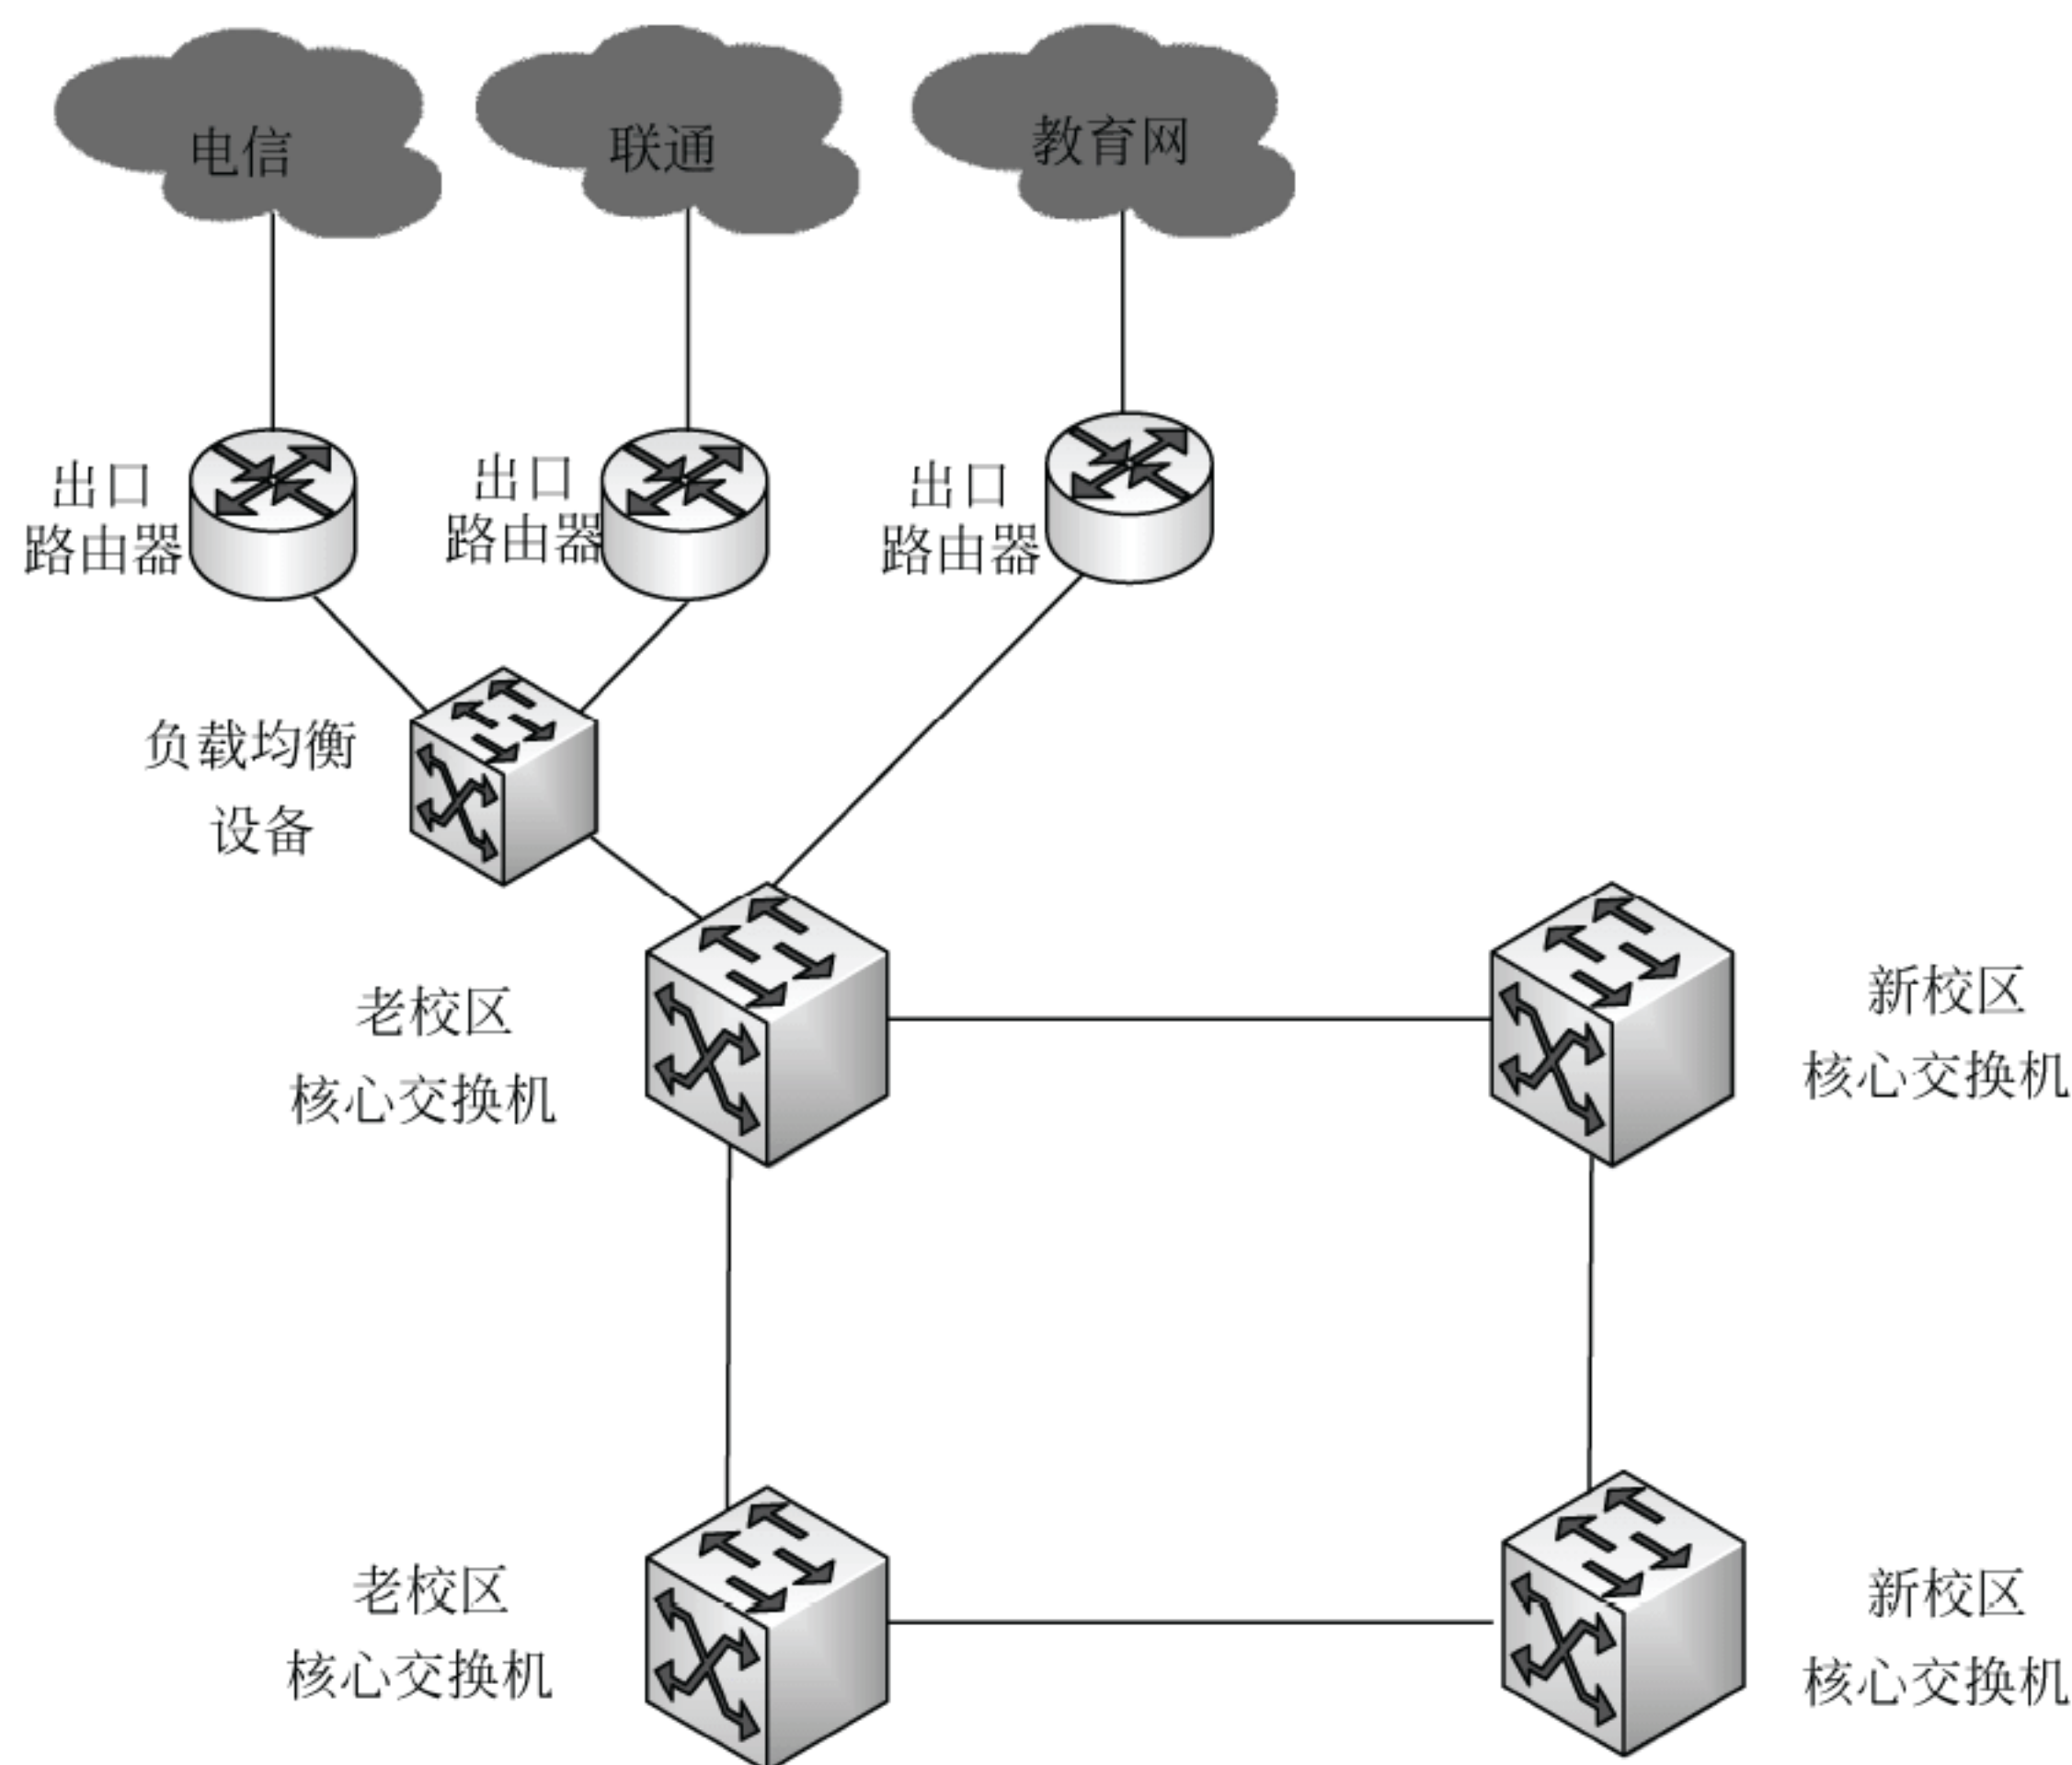 电信
联通
教育网
出口
路由器
出口
路由器
出口
路由器
负载均衡
设备
老校区
核心交换机
新校区
核心交换机
老校区
核心交换机
新校区
核心交换机